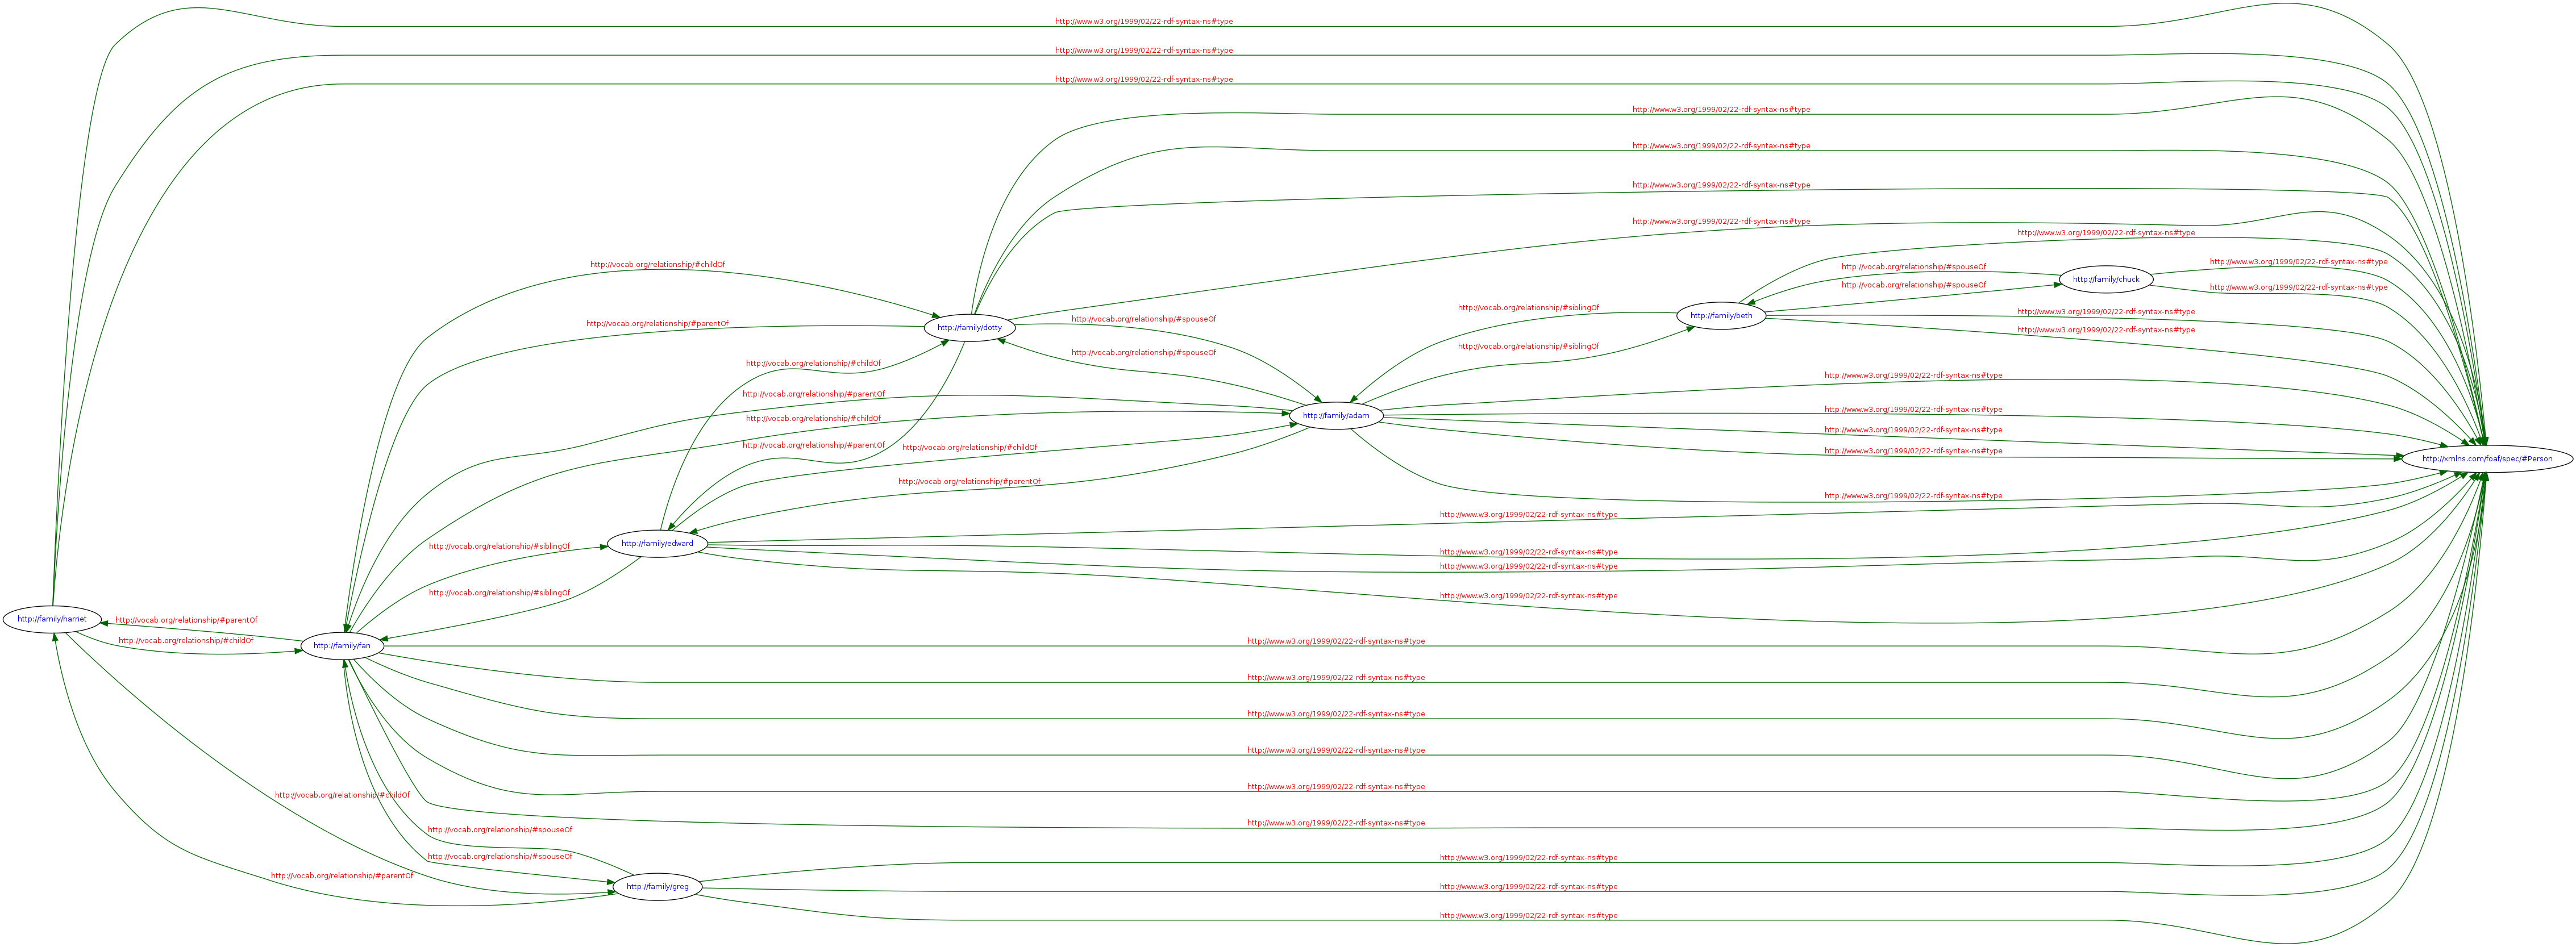 http://www.w3.org/1999/02/22-rdf-syntax-ns#type
http://www.w3.org/1999/02/22-rdf-syntax-ns#type
http://www.w3.org/1999/02/22-rdf-syntax-ns#type
http://www.w3.org/1999/02/22-rdf-syntax-ns#type
http://www.w3.org/1999/02/22-rdf-syntax-ns#type
http://www.w3.org/1999/02/22-rdf-syntax-ns#type
http://www.w3.org/1999/02/22-rdf-syntax-ns#type
http://www.w3.org/1999/02/22-rdf-syntax-ns#type
http://www.w3.org/1999/02/22-rdf-syntax-ns#type
http://vocab.org/relationship/#childOf
http://vocab.org/relationship/#spouseOf
http://family/chuck
http://vocab.org/relationship/#spouseOf
http://www.w3.org/1999/02/22-rdf-syntax-ns#type
http://vocab.org/relationship/#siblingOf
http://www.w3.org/1999/02/22-rdf-syntax-ns#type
http://family/beth
http://vocab.org/relationship/#spouseOf
http://vocab.org/relationship/#parentOf
http://family/dotty
http://www.w3.org/1999/02/22-rdf-syntax-ns#type
http://vocab.org/relationship/#siblingOf
http://vocab.org/relationship/#spouseOf
http://vocab.org/relationship/#childOf
http://www.w3.org/1999/02/22-rdf-syntax-ns#type
http://vocab.org/relationship/#parentOf
http://www.w3.org/1999/02/22-rdf-syntax-ns#type
http://family/adam
http://vocab.org/relationship/#childOf
http://www.w3.org/1999/02/22-rdf-syntax-ns#type
http://vocab.org/relationship/#parentOf
http://vocab.org/relationship/#childOf
http://www.w3.org/1999/02/22-rdf-syntax-ns#type
http://xmlns.com/foaf/spec/#Person
http://vocab.org/relationship/#parentOf
http://www.w3.org/1999/02/22-rdf-syntax-ns#type
http://www.w3.org/1999/02/22-rdf-syntax-ns#type
http://family/edward
http://vocab.org/relationship/#siblingOf
http://www.w3.org/1999/02/22-rdf-syntax-ns#type
http://www.w3.org/1999/02/22-rdf-syntax-ns#type
http://vocab.org/relationship/#siblingOf
http://www.w3.org/1999/02/22-rdf-syntax-ns#type
http://family/harriet
http://vocab.org/relationship/#parentOf
http://vocab.org/relationship/#childOf
http://www.w3.org/1999/02/22-rdf-syntax-ns#type
http://family/fan
http://www.w3.org/1999/02/22-rdf-syntax-ns#type
http://www.w3.org/1999/02/22-rdf-syntax-ns#type
http://www.w3.org/1999/02/22-rdf-syntax-ns#type
http://www.w3.org/1999/02/22-rdf-syntax-ns#type
http://vocab.org/relationship/#childOf
http://www.w3.org/1999/02/22-rdf-syntax-ns#type
http://vocab.org/relationship/#spouseOf
http://vocab.org/relationship/#spouseOf
http://www.w3.org/1999/02/22-rdf-syntax-ns#type
http://vocab.org/relationship/#parentOf
http://family/greg
http://www.w3.org/1999/02/22-rdf-syntax-ns#type
http://www.w3.org/1999/02/22-rdf-syntax-ns#type